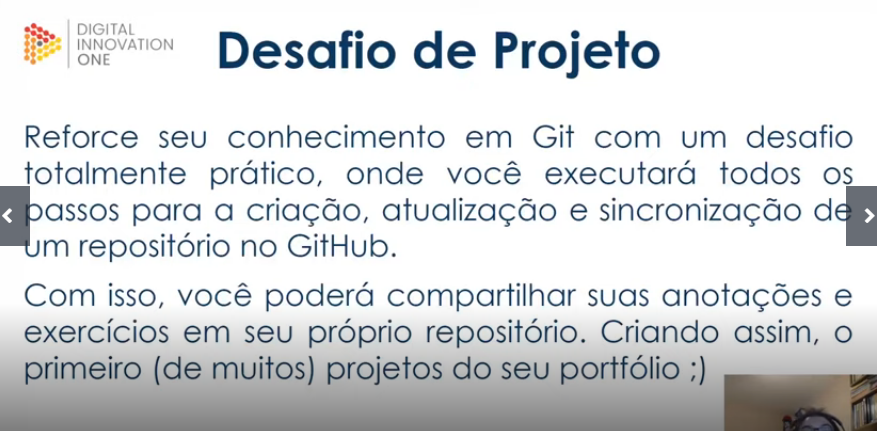 DIGITAL
INNOVATION
ONE
Desafio de Projeto
Reforce seu conhecimento em Git com um desafio
totalmente prático, onde você executará todos os
passos para a criação, atualização e sincronização de
um repositório no GitHub.
Com isso, você poderá compartilhar suas anotações e
exercícios em seu próprio repositório. Criando assim, o
primeiro (de muitos) projetos do seu portfólio ;)